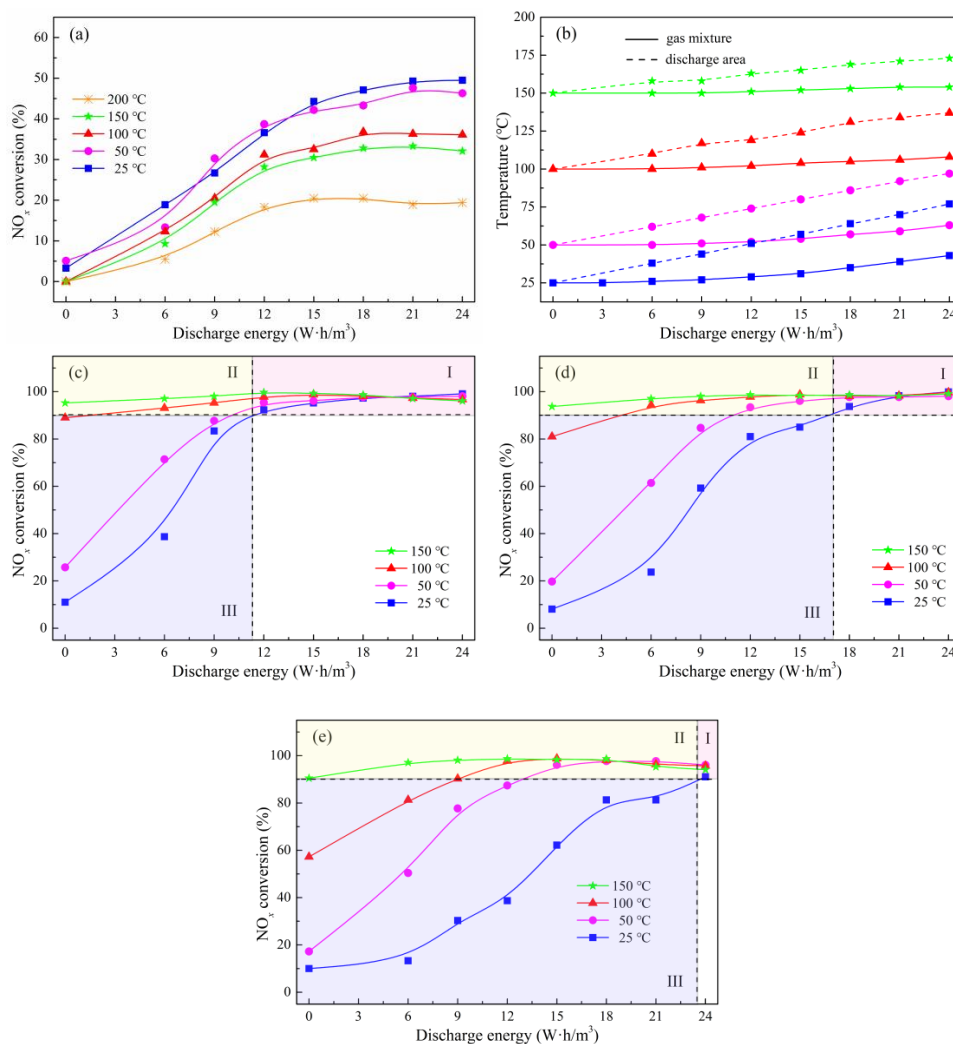 (a)
NOx conversion (%)
60
50
40
30
20
10
0
200 ℃
150 ℃
100 ℃
50 ℃
25 ℃
0 3 6 9 12 15 18 21 24
Discharge energy (W·h/m³)
(b)
Temperature (℃)
200
175
150
125
100
75
50
25
gas mixture
discharge area
0 3 6 9 12 15 18 21 24
Discharge energy (W·h/m³)
(c)
II
I
III
NOx conversion (%)
100
80
60
40
20
0
150 ℃
100 ℃
50 ℃
25 ℃
0 3 6 9 12 15 18 21 24
Discharge energy (W·h/m³)
(d)
II
I
III
NOx conversion (%)
100
80
60
40
20
0
150 ℃
100 ℃
50 ℃
25 ℃
0 3 6 9 12 15 18 21 24
Discharge energy (W·h/m³)
(e)
II
I
III
NOx conversion (%)
100
80
60
40
20
0
150 ℃
100 ℃
50 ℃
25 ℃
0 3 6 9 12 15 18 21 24
Discharge energy (W·h/m³)